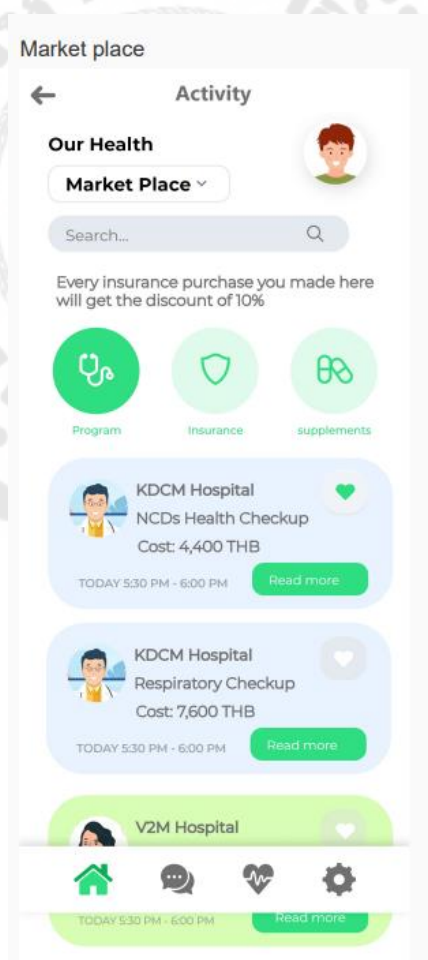 Market place
Activity
Our Health
Market Place
Search...
Every insurance purchase you made here
will get the discount of 10%
Program
Insurance
supplements
KDCM Hospital
NCDs Health Checkup
Cost: 4,400 THB
TODAY 5:30 PM - 6:00 PM
Read more
KDCM Hospital
Respiratory Checkup
Cost: 7,600 THB
TODAY 5:30 PM - 6:00 PM
Read more
V2M Hospital
TODAY 5:30 PM - 6:00 PM
Read more